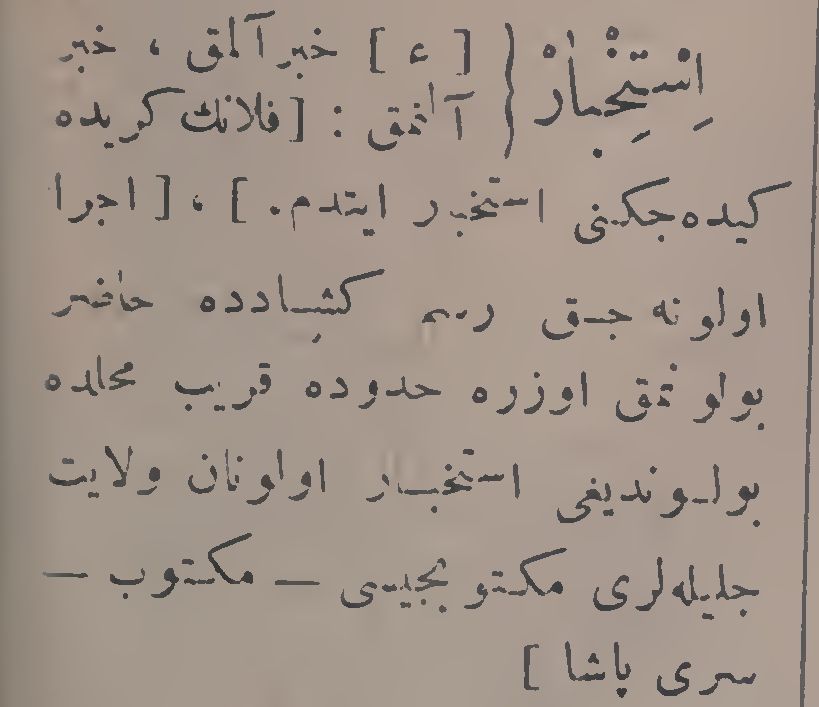 اِسْتِخْبَارْ { [ ع ] خبر آلمق ، خبر
آلنمق : [ فلانك كريده
كيده جكنى استخبار ايتدم. ] ، [ اجرا
اولونه جق رسم كشادده حاضر
بولونمق اوزره حدوده قريب محلده
بولوندينى استخبار اولونان ولايت
جليله لرى مكتوبجيسى — مكتوب —
سرى پاشا ]